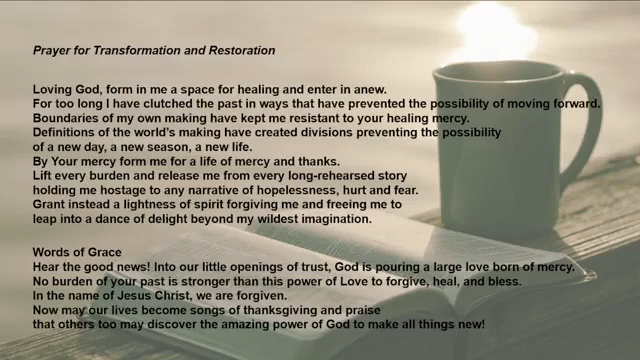 Prayer for Transformation and Restoration
Loving God, form in me a space for healing and enter in anew.
For too long I have clutched the past in ways that have prevented the possibility of moving forward.
Boundaries of my own making have kept me resistant to your healing mercy.
Definitions of the world's making have created divisions preventing the possibility
of a new day, a new season, a new life.
By Your mercy form me for a life of mercy and thanks.
Lift every burden and release me from every long-rehearsed story
holding me hostage to any narrative of hopelessness, hurt and fear.
Grant instead a lightness of spirit forgiving me and freeing me to
leap into a dance of delight beyond my wildest imagination.
Words of Grace
Hear the good news! Into our little openings of trust, God is pouring a large love born of mercy.
No burden of your past is stronger than this power of Love to forgive, heal, and bless.
In the name of Jesus Christ, we are forgiven.
Now may our lives become songs of thanksgiving and praise
that others too may discover the amazing power of God to make all things new!